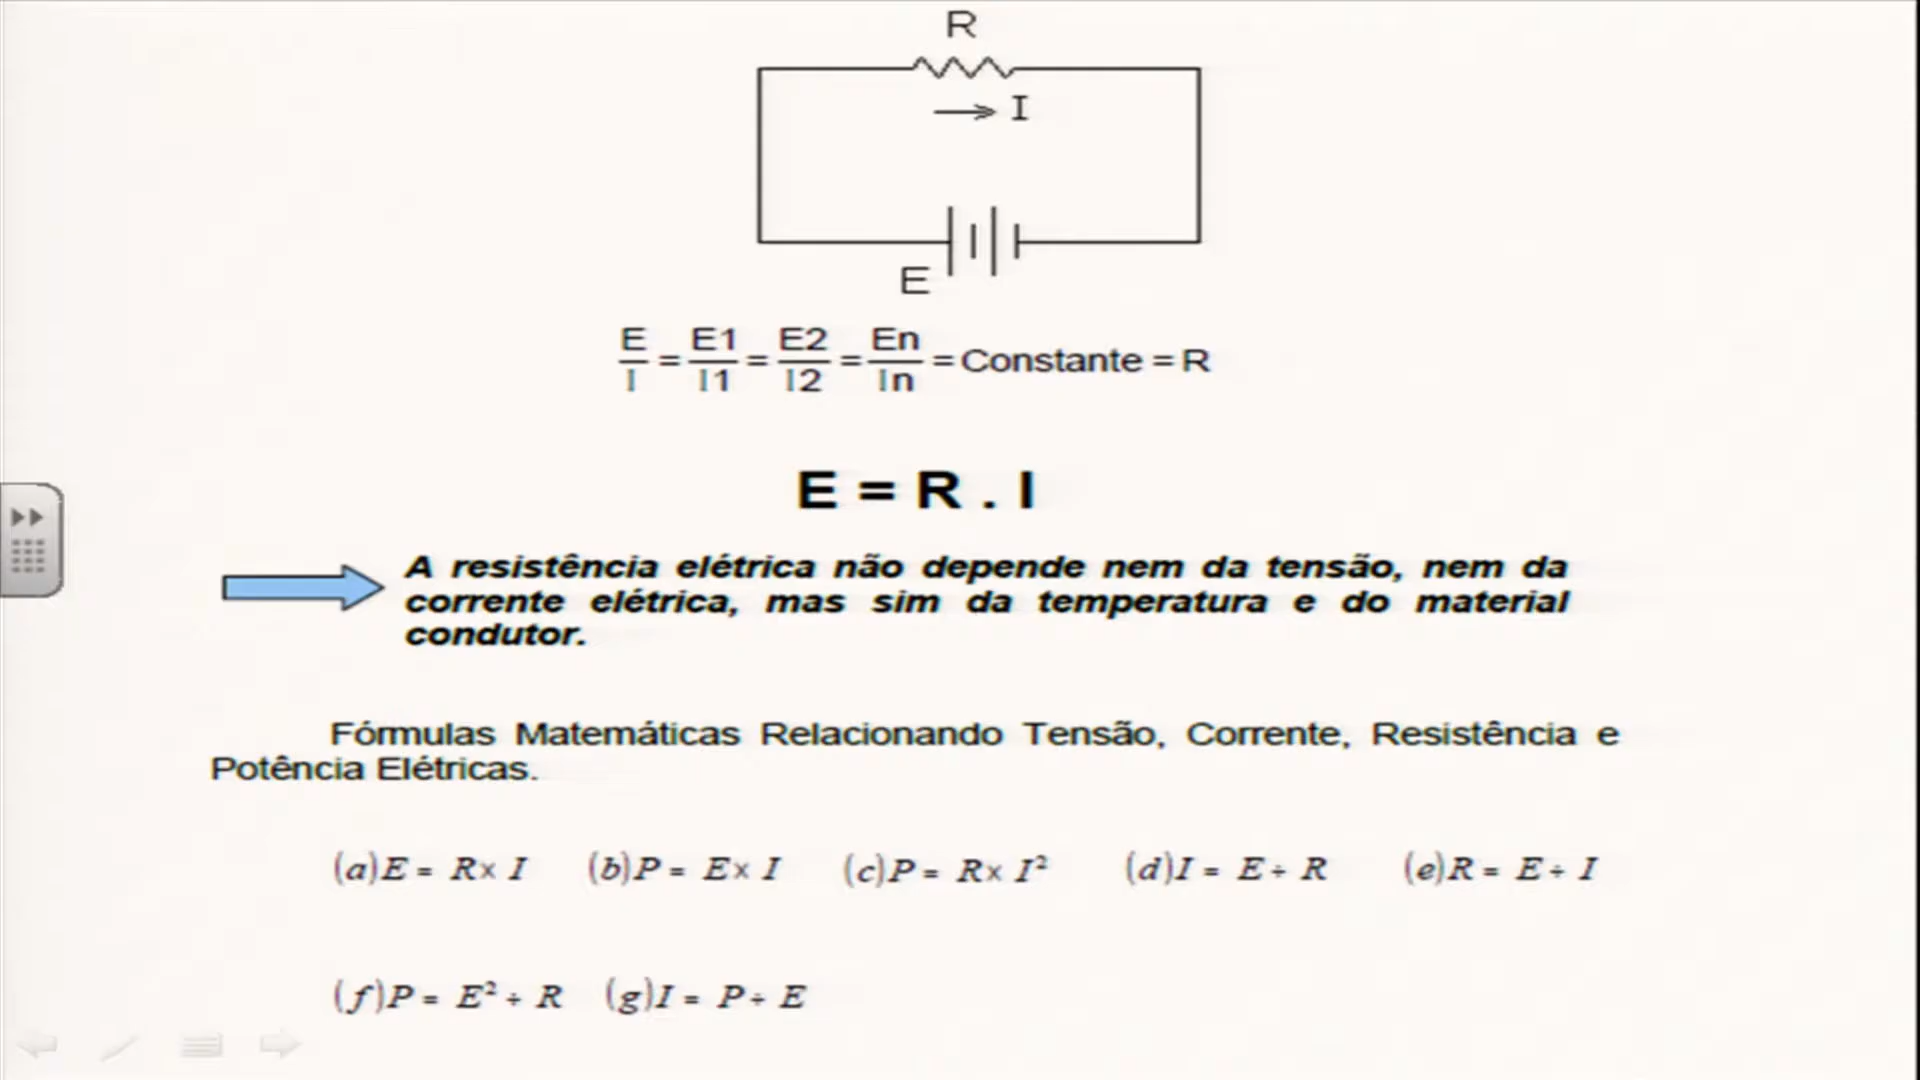 R
I
E
E/I = E1/I1 = E2/I2 = En/In = Constante = R
E = R . I
A resistência elétrica não depende nem da tensão, nem da
corrente elétrica, mas sim da temperatura e do material
condutor.
Fórmulas Matemáticas Relacionando Tensão, Corrente, Resistência e
Potência Elétricas.
(a)E = R× I (b)P = E× I (c)P = R× I² (d)I = E÷ R (e)R = E÷ I
(f)P = E² ÷ R (g)I = P÷ E